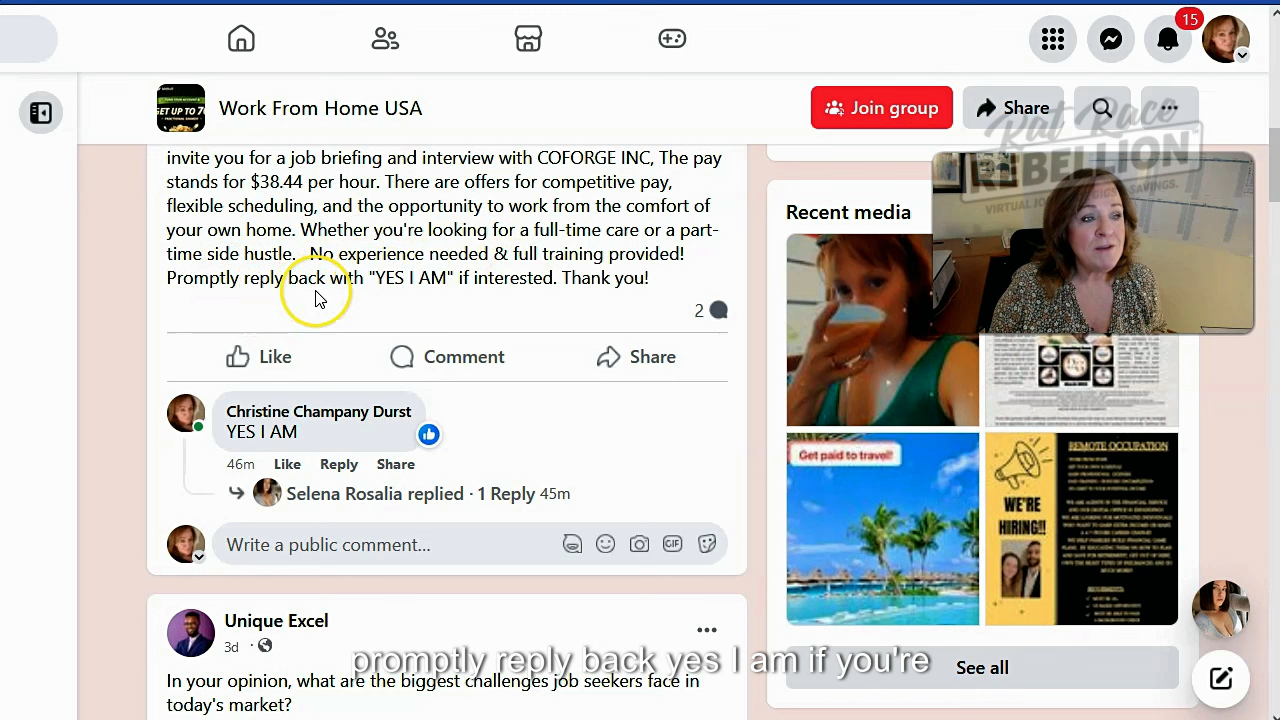 15
Work From Home USA
Join group
Share
Rat Race
REBELLION
VIRTUAL JOBS, GIGS & SAVINGS.
invite you for a job briefing and interview with COFORGE INC, The pay
stands for $38.44 per hour. There are offers for competitive pay,
flexible scheduling, and the opportunity to work from the comfort of
your own home. Whether you're looking for a full-time care or a part-
time side hustle. No experience needed & full training provided!
Promptly reply back with "YES I AM" if interested. Thank you!
2
Like
Comment
Share
Christine Champany Durst
YES I AM
46m Like Reply Share
Selena Rosalia replied · 1 Reply 45m
Write a public comment...
GIF
Unique Excel
3d ·
In your opinion, what are the biggest challenges job seekers face in
today's market?
Recent media
Get paid to travel!
WE'RE
HIRING!!
REMOTE OCCUPATION
See all
promptly reply back yes I am if you're